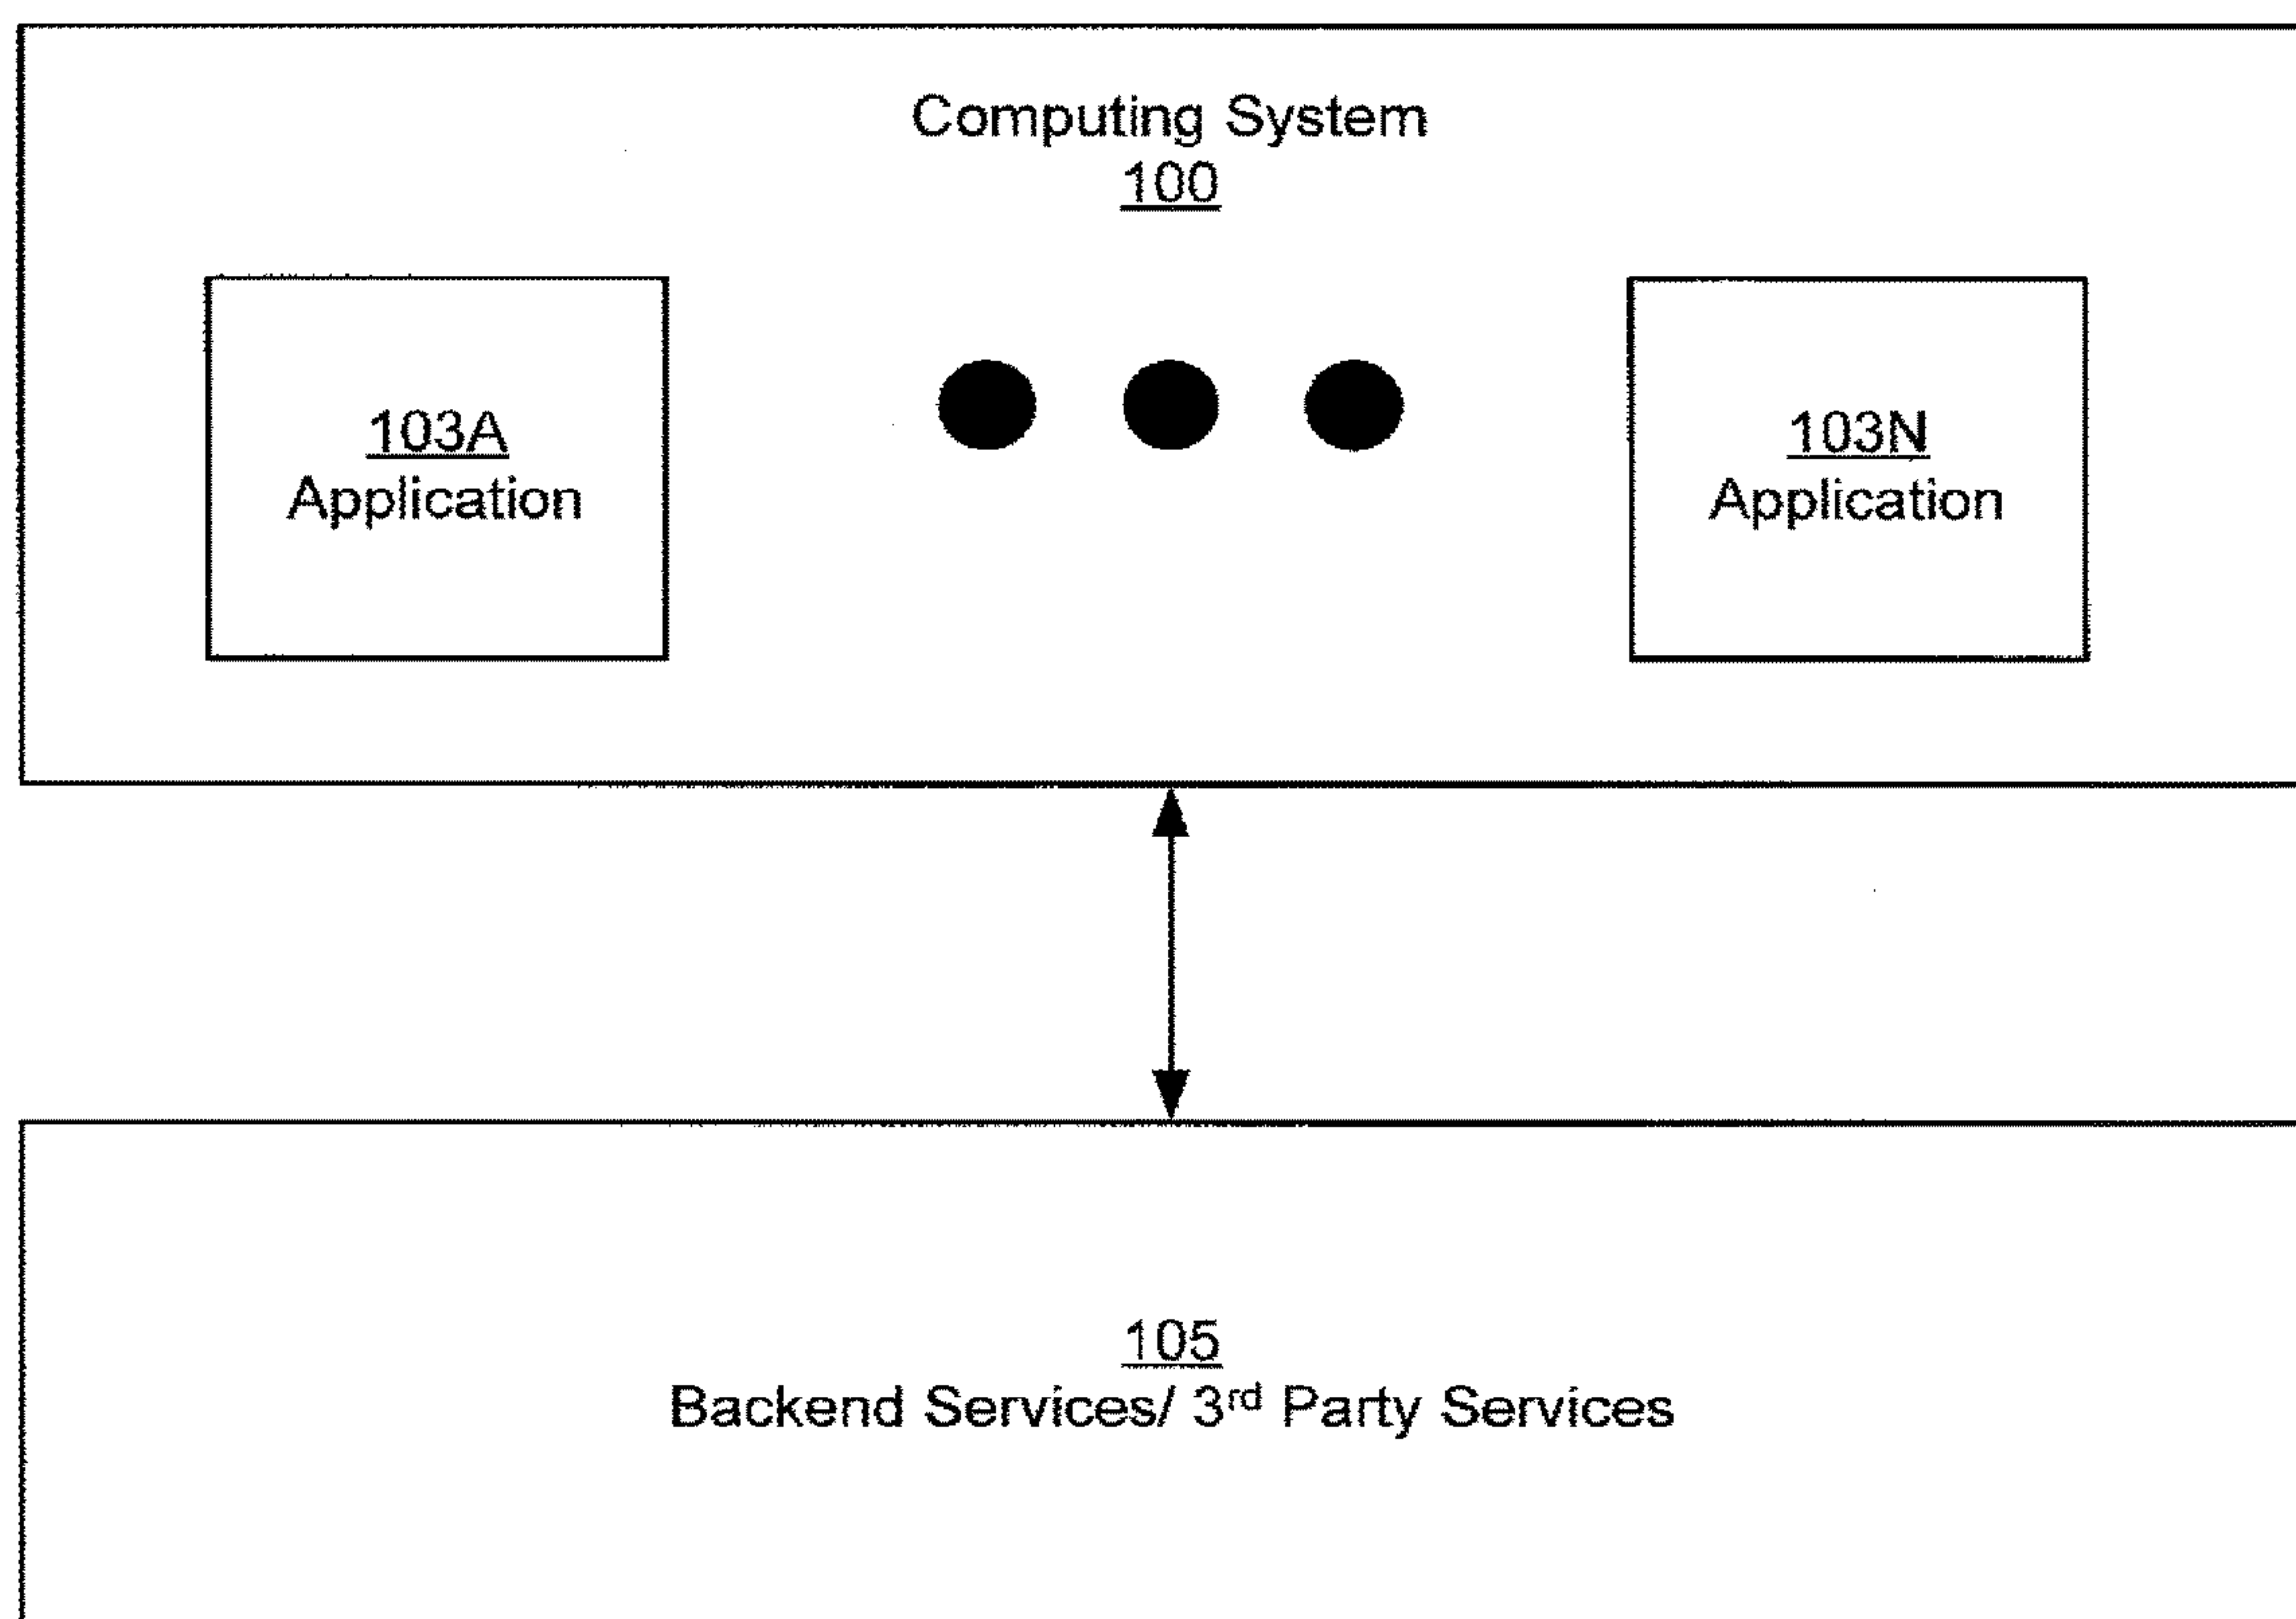 Computing System
100
103A
Application
103N
Application
105
Backend Services/ 3rd Party Services